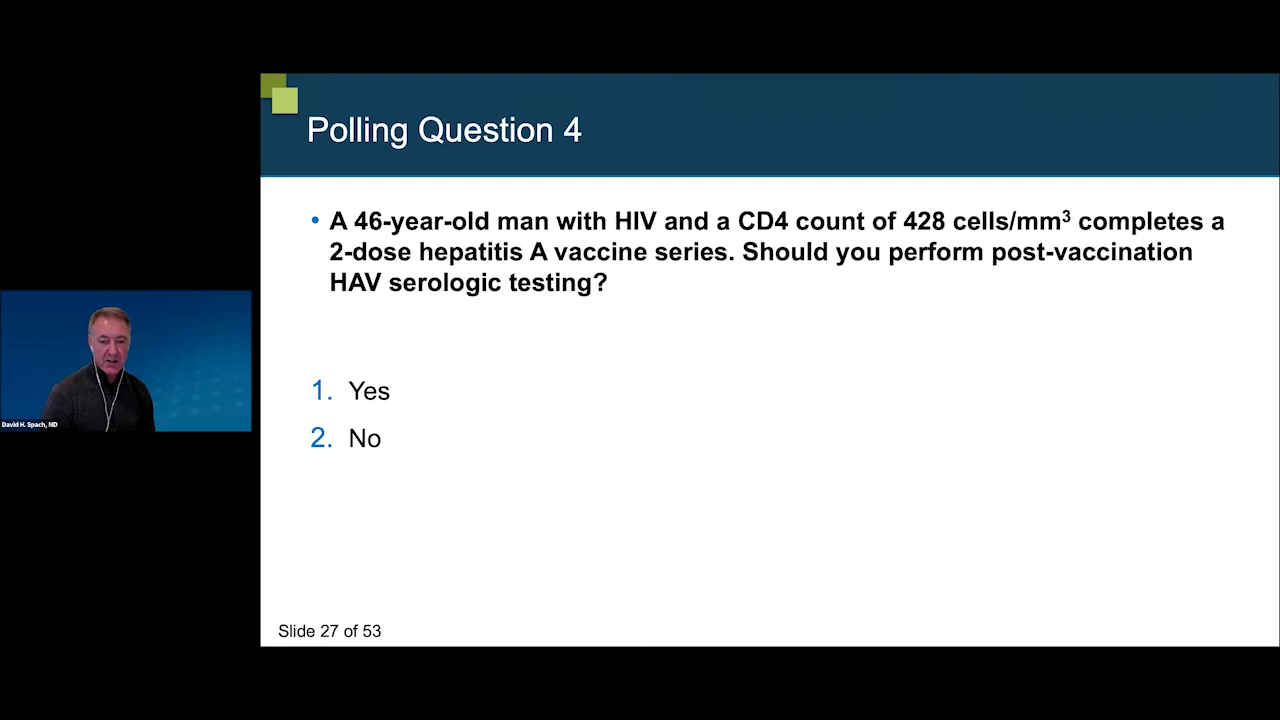 Polling Question 4
• A 46-year-old man with HIV and a CD4 count of 428 cells/mm³ completes a
2-dose hepatitis A vaccine series. Should you perform post-vaccination
HAV serologic testing?
1. Yes
2. No
David H. Spach, MD
Slide 27 of 53